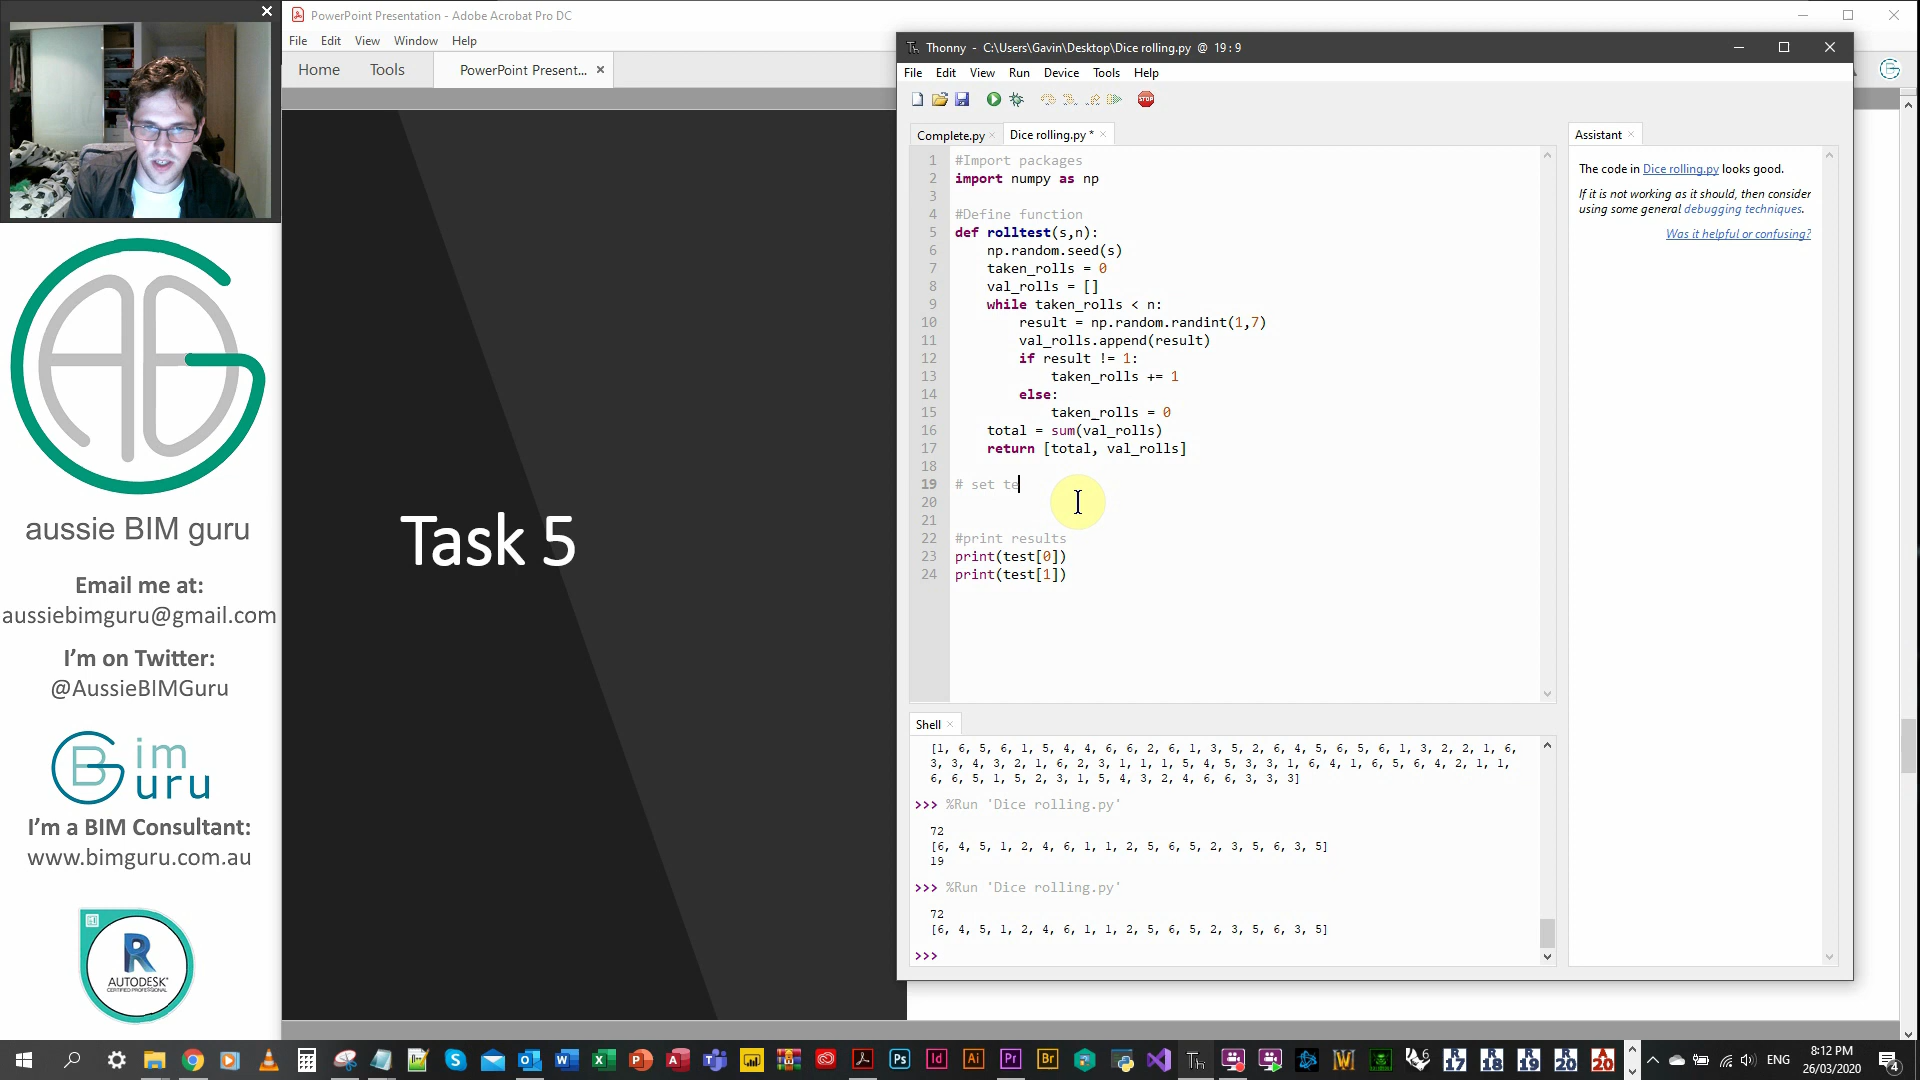 PowerPoint Presentation - Adobe Acrobat Pro DC
File Edit View Window Help
Home Tools PowerPoint Present...
aussie BIM guru
Email me at:
aussiebimguru@gmail.com
I'm on Twitter:
@AussieBIMGuru
Bim
Guru
I'm a BIM Consultant:
www.bimguru.com.au
R
AUTODESK
CERTIFIED PROFESSIONAL
Task 5
Thonny - C:\Users\Gavin\Desktop\Dice rolling.py @ 19:9
File Edit View Run Device Tools Help
STOP
Complete.py Dice rolling.py *
1 #Import packages
2 import numpy as np
3
4 #Define function
5 def rolltest(s,n):
6 np.random.seed(s)
7 taken_rolls = 0
8 val_rolls = []
9 while taken_rolls < n:
10 result = np.random.randint(1,7)
11 val_rolls.append(result)
12 if result != 1:
13 taken_rolls += 1
14 else:
15 taken_rolls = 0
16 total = sum(val_rolls)
17 return [total, val_rolls]
18
19 # set te
20
21
22 #print results
23 print(test[0])
24 print(test[1])
Assistant
The code in Dice rolling.py looks good.
If it is not working as it should, then consider
using some general debugging techniques.
Was it helpful or confusing?
Shell
[1, 6, 5, 6, 1, 5, 4, 4, 6, 6, 2, 6, 1, 3, 5, 2, 6, 4, 5, 6, 5, 6, 1, 3, 2, 2, 1, 6,
3, 3, 4, 3, 2, 1, 6, 2, 3, 1, 1, 1, 5, 4, 5, 3, 3, 1, 6, 4, 1, 6, 5, 6, 4, 2, 1, 1,
6, 6, 5, 1, 5, 2, 3, 1, 5, 4, 3, 2, 4, 6, 6, 3, 3, 3]
>>> %Run 'Dice rolling.py'
72
[6, 4, 5, 1, 2, 4, 6, 1, 1, 2, 5, 6, 5, 2, 3, 5, 6, 3, 5]
19
>>> %Run 'Dice rolling.py'
72
[6, 4, 5, 1, 2, 4, 6, 1, 1, 2, 5, 6, 5, 2, 3, 5, 6, 3, 5]
>>>
ENG
8:12 PM
26/03/2020
4